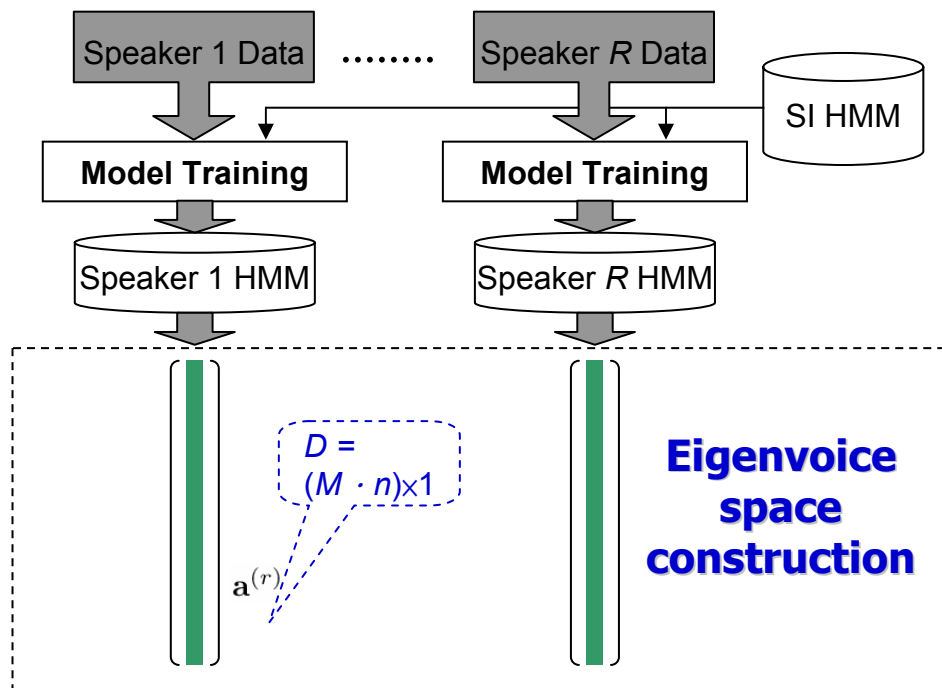 Speaker 1 Data ........ Speaker R Data
SI HMM
Model Training Model Training
Speaker 1 HMM Speaker R HMM
D =
(M · n)×1
a^(r)
Eigenvoice
space
construction